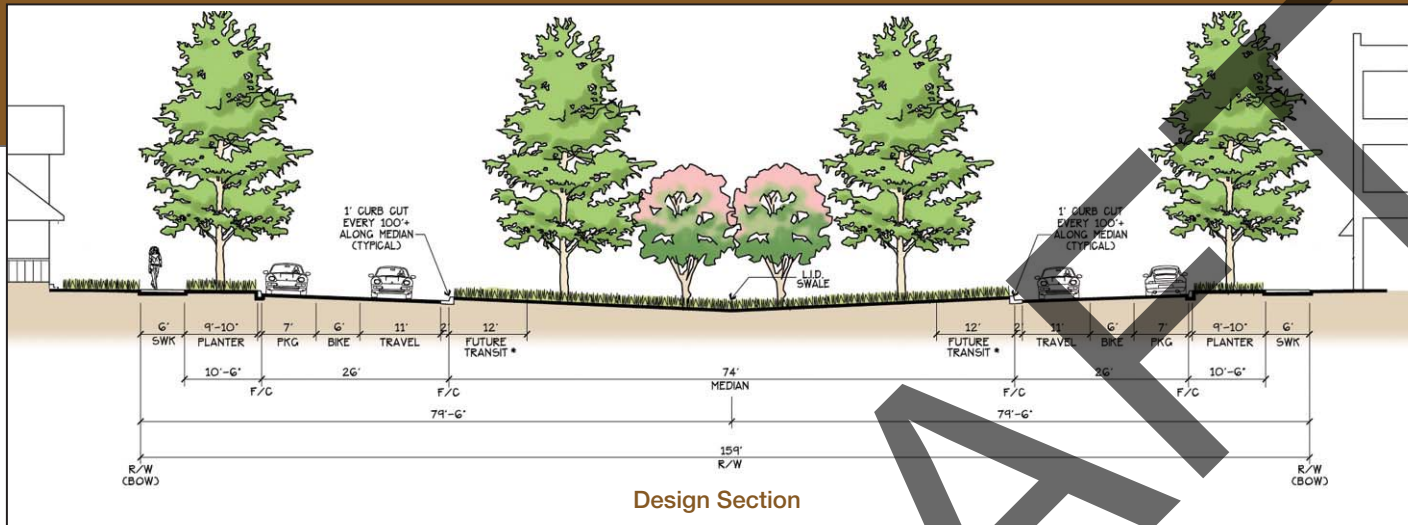 1' CURB CUT
EVERY 100'±
ALONG MEDIAN
(TYPICAL)
1' CURB CUT
EVERY 100'±
ALONG MEDIAN
(TYPICAL)
L.I.D.
SWALE
6' 9'-10" 7' 6' 11' 2' 12' 12' 2' 11' 6' 7' 9'-10" 6'
SWK PLANTER PKG BIKE TRAVEL FUTURE FUTURE TRAVEL BIKE PKG PLANTER SWK
TRANSIT * TRANSIT *
10'-6" 26' 74' 26' 10'-6"
MEDIAN
F/C F/C F/C F/C
79'-6" 79'-6"
159'
R/W R/W R/W
(BOW) (BOW)
Design Section